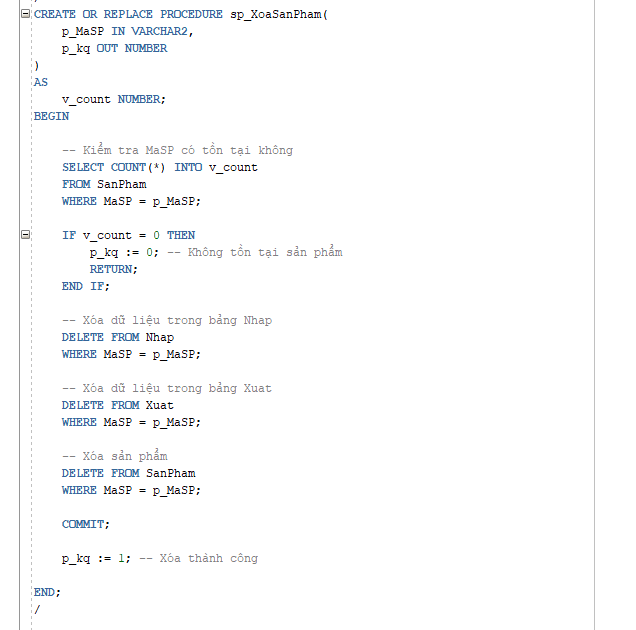 CREATE OR REPLACE PROCEDURE sp_XoaSanPham(
p_MaSP IN VARCHAR2,
p_kq OUT NUMBER
)
AS
v_count NUMBER;
BEGIN
-- Kiểm tra MaSP có tồn tại không
SELECT COUNT(*) INTO v_count
FROM SanPham
WHERE MaSP = p_MaSP;
IF v_count = 0 THEN
p_kq := 0; -- Không tồn tại sản phẩm
RETURN;
END IF;
-- Xóa dữ liệu trong bảng Nhap
DELETE FROM Nhap
WHERE MaSP = p_MaSP;
-- Xóa dữ liệu trong bảng Xuat
DELETE FROM Xuat
WHERE MaSP = p_MaSP;
-- Xóa sản phẩm
DELETE FROM SanPham
WHERE MaSP = p_MaSP;
COMMIT;
p_kq := 1; -- Xóa thành công
END;
/